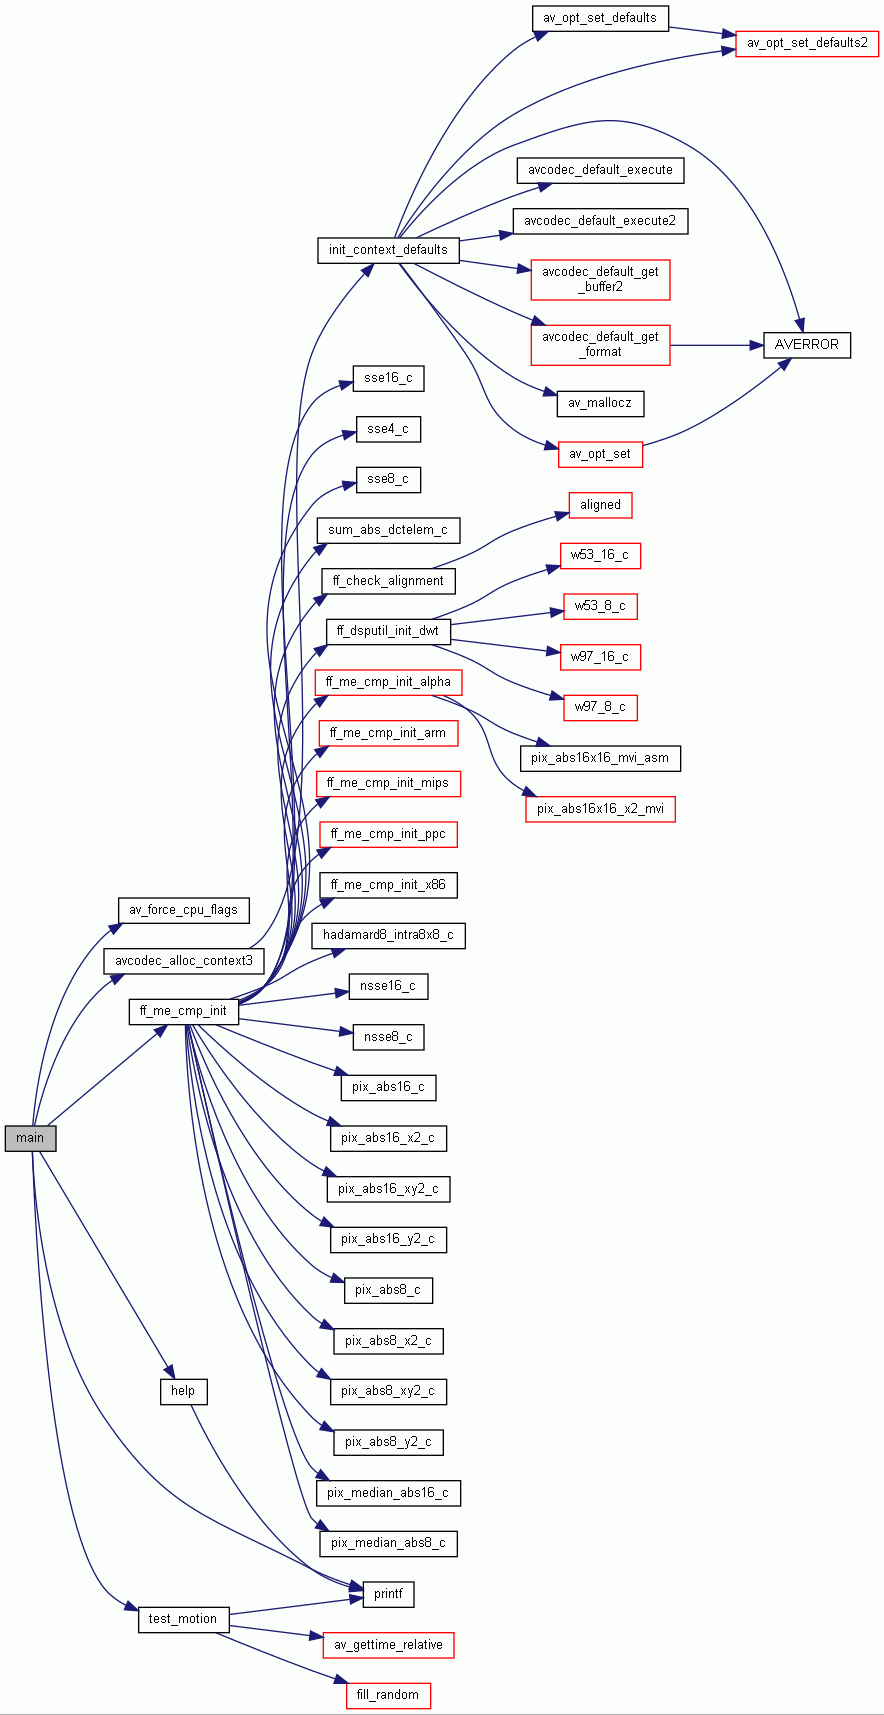 av_opt_set_defaults
av_opt_set_defaults2
avcodec_default_execute
avcodec_default_execute2
init_context_defaults
avcodec_default_get
_buffer2
avcodec_default_get
_format
AVERROR
sse16_c
av_mallocz
sse4_c
av_opt_set
sse8_c
aligned
sum_abs_dctelem_c
w53_16_c
ff_check_alignment
w53_8_c
ff_dsputil_init_dwt
w97_16_c
ff_me_cmp_init_alpha
w97_8_c
ff_me_cmp_init_arm
pix_abs16x16_mvi_asm
ff_me_cmp_init_mips
pix_abs16x16_x2_mvi
ff_me_cmp_init_ppc
ff_me_cmp_init_x86
av_force_cpu_flags
hadamard8_intra8x8_c
avcodec_alloc_context3
nsse16_c
ff_me_cmp_init
nsse8_c
pix_abs16_c
main
pix_abs16_x2_c
pix_abs16_xy2_c
pix_abs16_y2_c
pix_abs8_c
pix_abs8_x2_c
help
pix_abs8_xy2_c
pix_abs8_y2_c
pix_median_abs16_c
pix_median_abs8_c
printf
test_motion
av_gettime_relative
fill_random